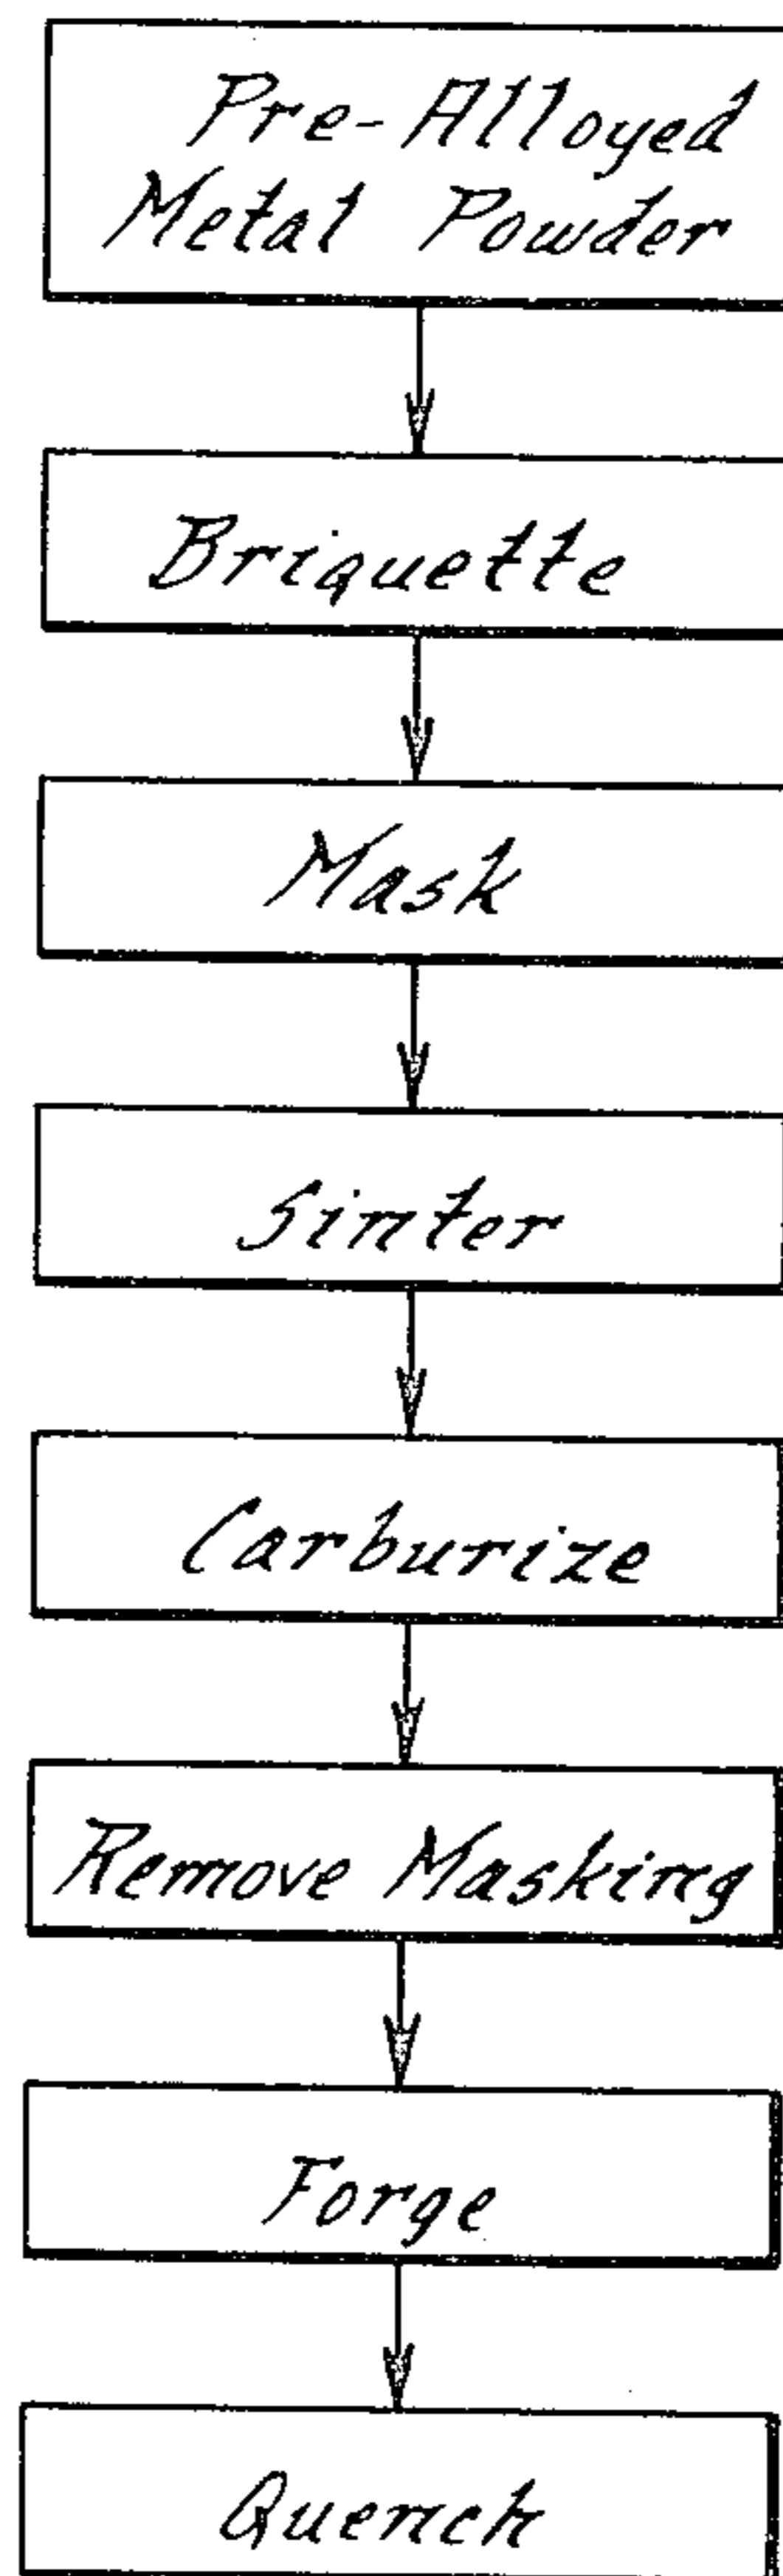 Pre-Alloyed
Metal Powder
Briquette
Mask
Sinter
Carburize
Remove Masking
Forge
Quench